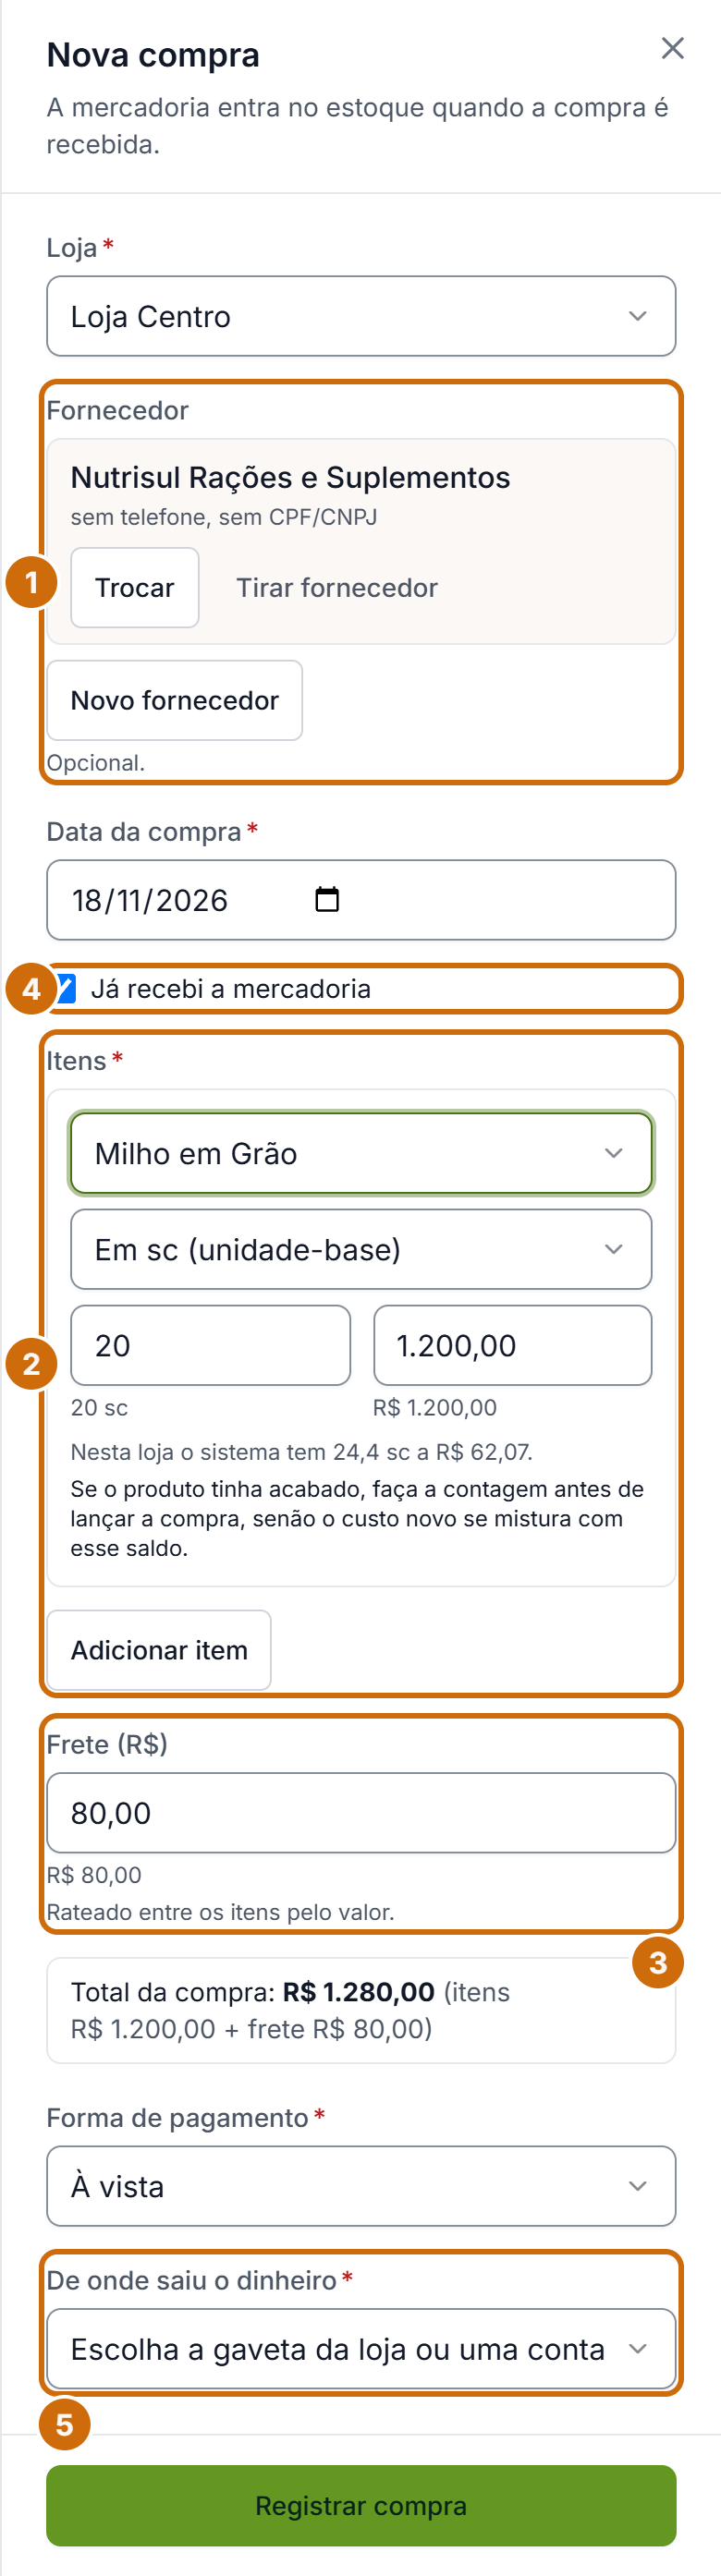 Nova compra
A mercadoria entra no estoque quando a compra é
recebida.
Loja *
Loja Centro
Fornecedor
Nutrisul Rações e Suplementos
sem telefone, sem CPF/CNPJ
1
Trocar
Tirar fornecedor
Novo fornecedor
Opcional.
Data da compra *
18/11/2026
4
Já recebi a mercadoria
Itens *
Milho em Grão
Em sc (unidade-base)
2
20
1.200,00
20 sc
R$ 1.200,00
Nesta loja o sistema tem 24,4 sc a R$ 62,07.
Se o produto tinha acabado, faça a contagem antes de
lançar a compra, senão o custo novo se mistura com
esse saldo.
Adicionar item
Frete (R$)
80,00
R$ 80,00
Rateado entre os itens pelo valor.
3
Total da compra: R$ 1.280,00 (itens
R$ 1.200,00 + frete R$ 80,00)
Forma de pagamento *
À vista
De onde saiu o dinheiro *
Escolha a gaveta da loja ou uma conta
5
Registrar compra